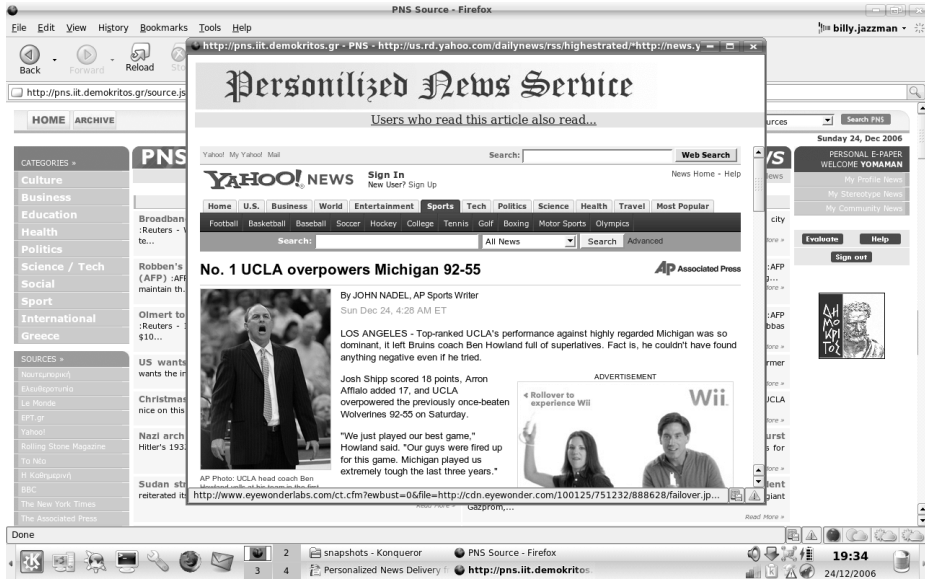 PNS Source - Firefox
File Edit View History Bookmarks Tools Help
billy.jazzman
Back Forward Reload
http://pns.iit.demokritos.gr/source.js
HOME ARCHIVE
Search PNS
Sunday 24, Dec 2006
http://pns.iit.demokritos.gr - PNS - http://us.rd.yahoo.com/dailynews/rss/highestrated/*http://news.y
Personilized News Service
Users who read this article also read...
Yahoo! My Yahoo! Mail
Search:
Web Search
YAHOO! NEWS
Sign In
New User? Sign Up
News Home - Help
Home U.S. Business World Entertainment Sports Tech Politics Science Health Travel Most Popular
Football Basketball Baseball Soccer Hockey College Tennis Golf Boxing Motor Sports Olympics
Search: All News Search Advanced
No. 1 UCLA overpowers Michigan 92-55
AP Associated Press
By JOHN NADEL, AP Sports Writer
Sun Dec 24, 4:26 AM ET
LOS ANGELES - Top-ranked UCLA's performance against highly regarded Michigan was so
dominant, it left Bruins coach Ben Howland full of superlatives. Fact is, he couldn't have found
anything negative even if he tried.
Josh Shipp scored 18 points, Arron
Afflalo added 17, and UCLA
overpowered the previously once-beaten
Wolverines 92-55 on Saturday.
"We just played our best game,"
Howland said. "Our guys were fired up
for this game. Michigan played us
extremely tough the last three years."
ADVERTISEMENT
Rollover to
experience Wii
Wii
AP Photo: UCLA head coach Ben
http://www.eyewonderlabs.com/ct.cfm?ewbust=0&file=http://cdn.eyewonder.com/100125/751232/888628/failover.jp...
CATEGORIES »
Culture
Business
Education
Health
Politics
Science / Tech
Social
Sport
International
Greece
SOURCES »
Ναυτεμπορική
Ελευθεροτυπία
Le Monde
ΕΡΤ.gr
Yahoo!
Rolling Stone Magazine
Το Νέο
Η Καθημερινή
BBC
The New York Times
The Associated Press
PNS
Broadban
:Reuters -
te...
Robben's
(AFP) :AF
maintain th
Olmert to
:Reuters -
$10...
US wants
wants the ir
Christmas
nice on this
Nazi arch
Hitler's 193
Sudan str
reiterated it
Gazprom,...
Read More »
PERSONAL E-PAPER
WELCOME YOMAMAN
My Profile News
My Stereotype News
My Community News
Evaluate Help
Sign out
ΔΗΜΟΚΡΙΤΟΣ
Done
snapshots - Konqueror
PNS Source - Firefox
Personalized News Delivery
http://pns.iit.demokritos
2
3 4
19:34
24/12/2006